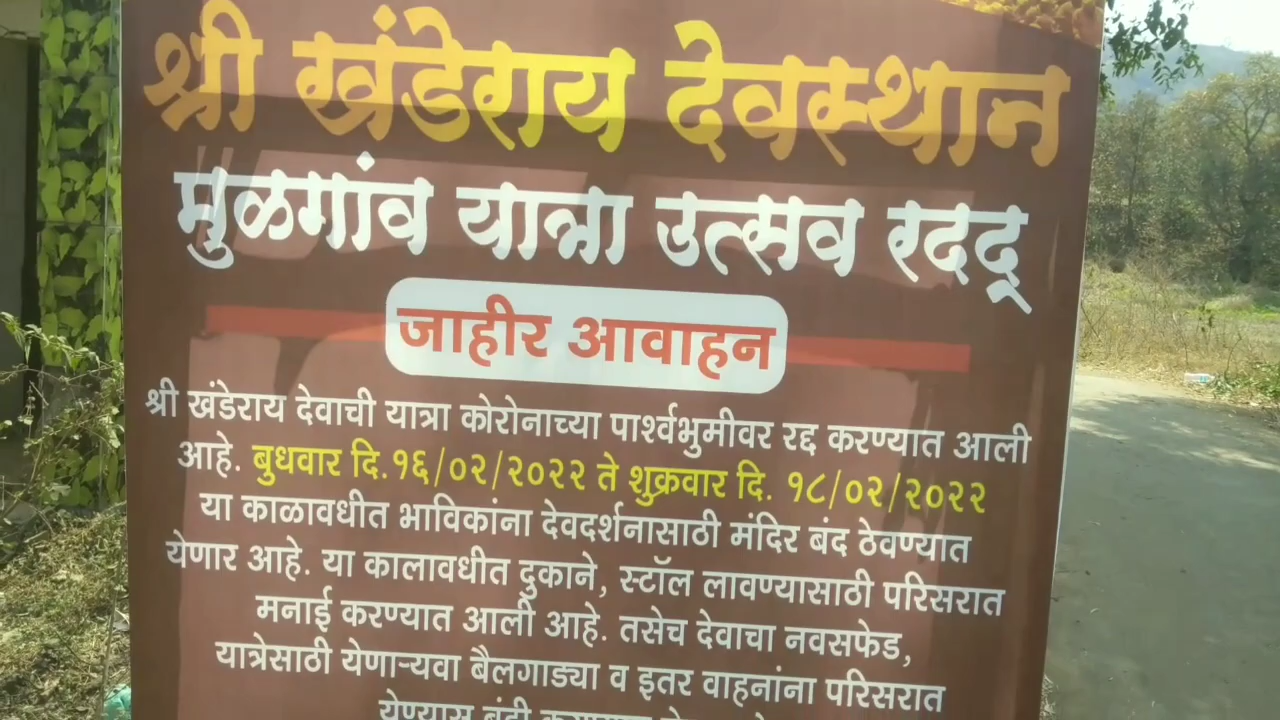 श्री खंडेराय देवस्थान
मुळगांव यात्रा उत्सव रदद्
जाहीर आवाहन
श्री खंडेराय देवाची यात्रा कोरोनाच्या पार्श्वभुमीवर रद्द करण्यात आली
आहे. बुधवार दि.१६/०२/२०२२ ते शुक्रवार दि. १८/०२/२०२२
या काळावधीत भाविकांना देवदर्शनासाठी मंदिर बंद ठेवण्यात
येणार आहे. या कालावधीत दुकाने, स्टॉल लावण्यासाठी परिसरात
मनाई करण्यात आली आहे. तसेच देवाचा नवसफेड,
यात्रेसाठी येणाऱ्यवा बैलगाड्या व इतर वाहनांना परिसरात
येण्यास बंदी